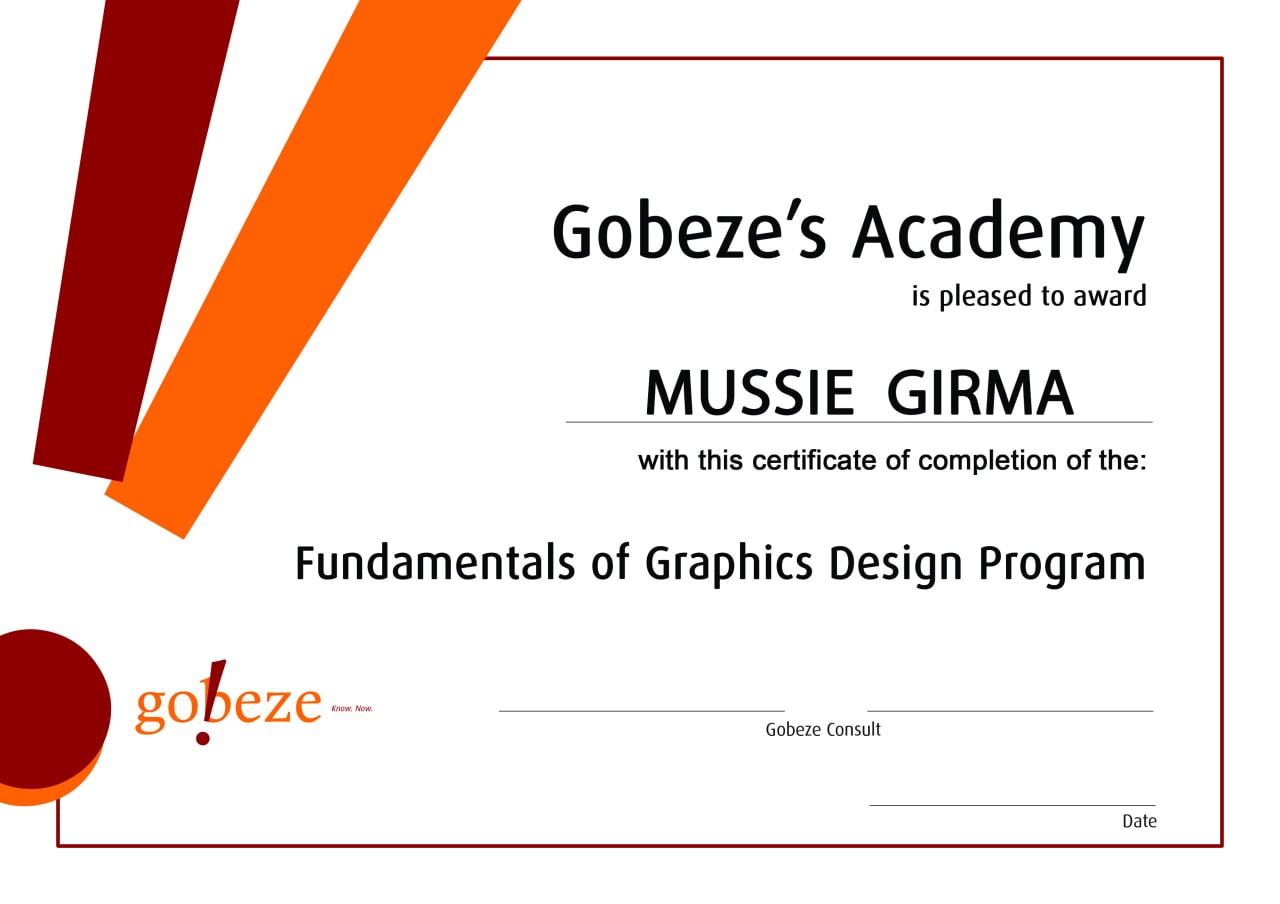 Gobeze’s Academy
is pleased to award
MUSSIE GIRMA
with this certificate of completion of the:
Fundamentals of Graphics Design Program
gobeze
Know. Now.
Gobeze Consult
Date